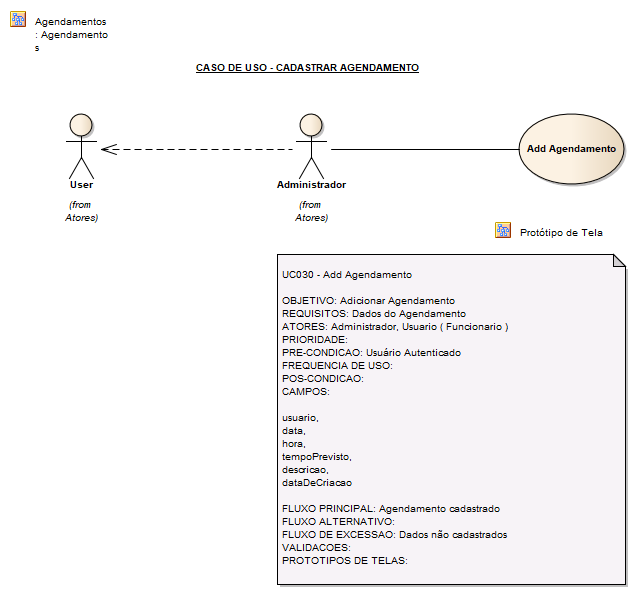 Agendamentos
: Agendamento
s
CASO DE USO - CADASTRAR AGENDAMENTO
User
(from
Atores)
Administrador
(from
Atores)
Add Agendamento
Protótipo de Tela
UC030 - Add Agendamento
OBJETIVO: Adicionar Agendamento
REQUISITOS: Dados do Agendamento
ATORES: Administrador, Usuario ( Funcionario )
PRIORIDADE:
PRE-CONDICAO: Usuário Autenticado
FREQUENCIA DE USO:
POS-CONDICAO:
CAMPOS:
usuario,
data,
hora,
tempoPrevisto,
descricao,
dataDeCriacao
FLUXO PRINCIPAL: Agendamento cadastrado
FLUXO ALTERNATIVO:
FLUXO DE EXCESSAO: Dados não cadastrados
VALIDACOES:
PROTOTIPOS DE TELAS: